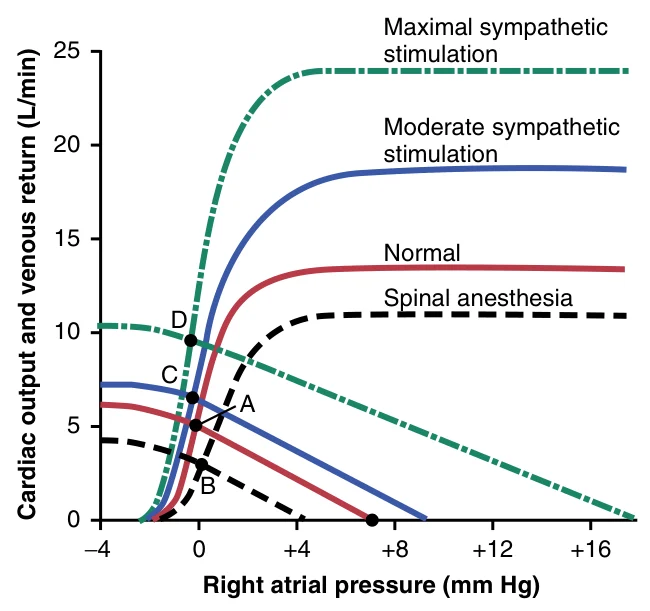 Maximal sympathetic
stimulation
Moderate sympathetic
stimulation
Normal
Spinal anesthesia
Cardiac output and venous return (L/min)
25
20
15
10
5
0
D
C
A
B
–4
0
+4
+8
+12
+16
Right atrial pressure (mm Hg)